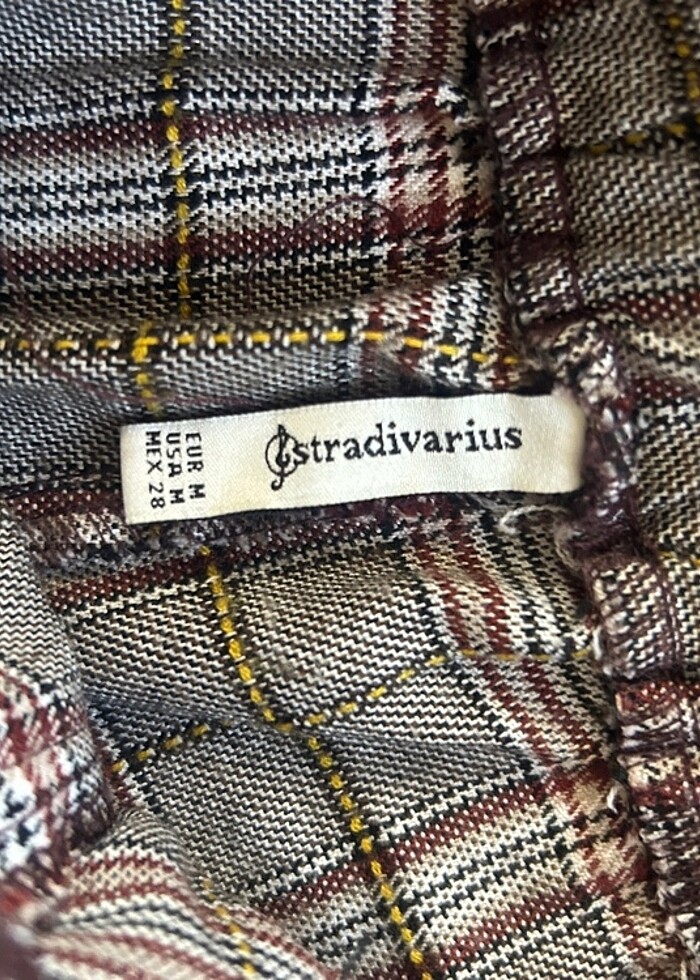 stradivarius
EUR M
USA M
MEX 28